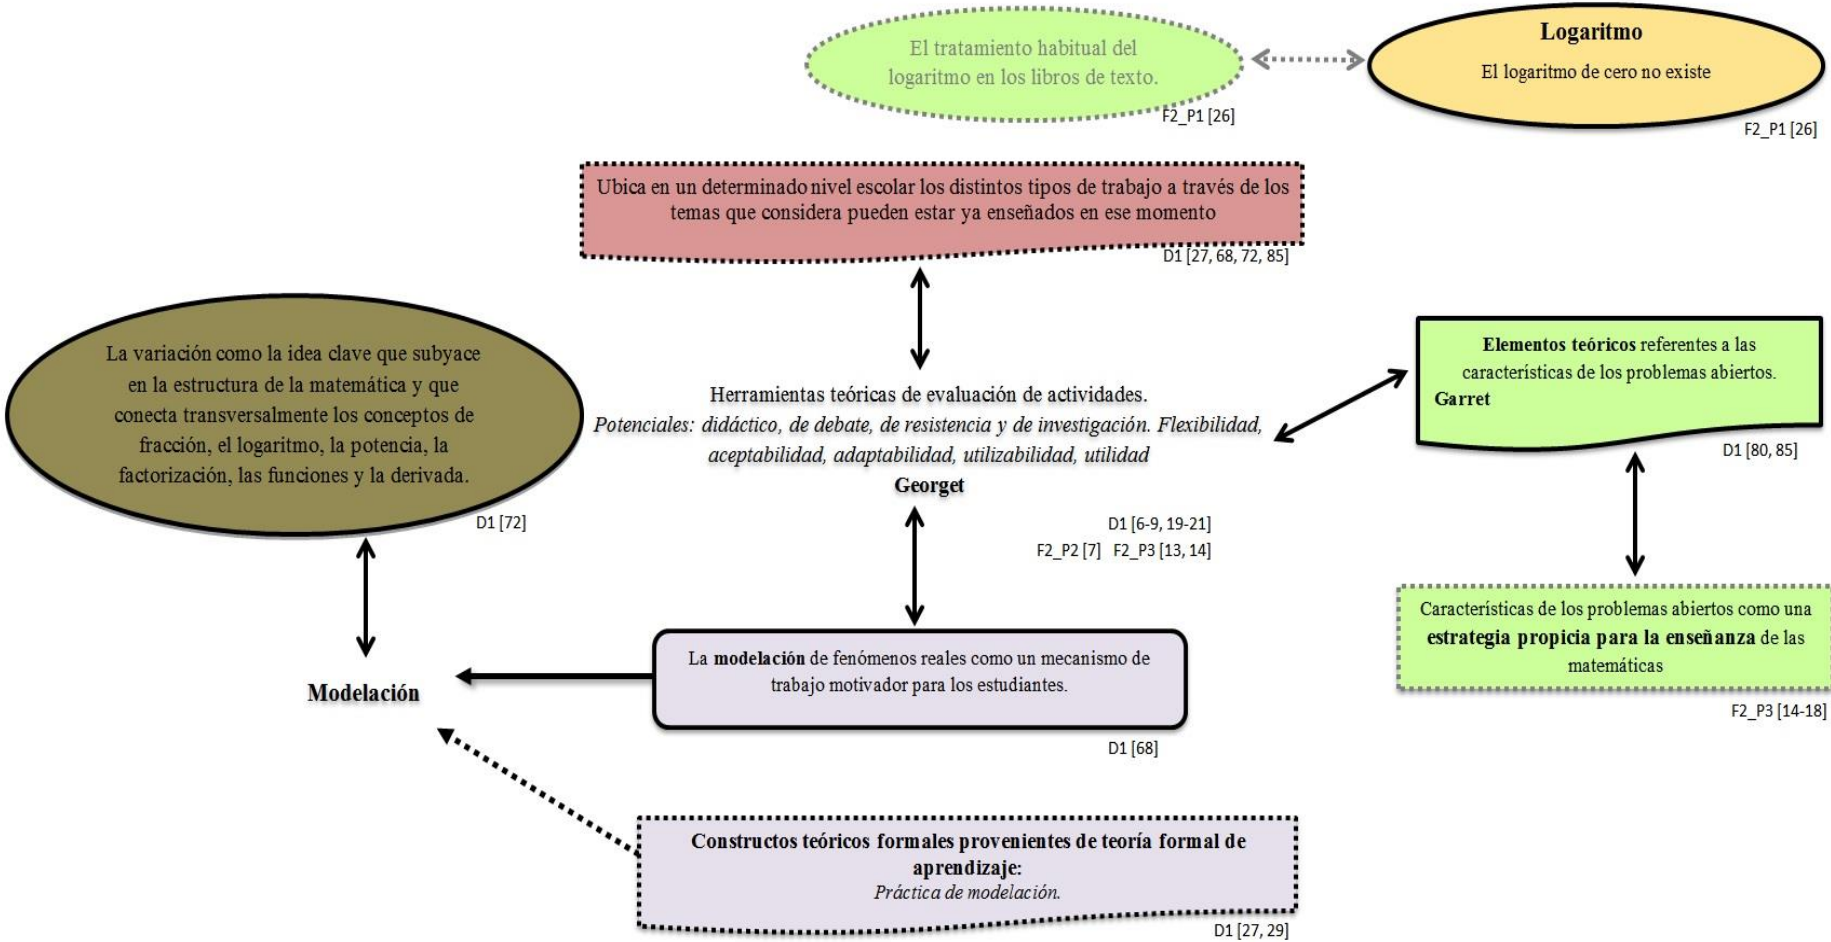 El tratamiento habitual del
logaritmo en los libros de texto.
F2_P1 [26]
Logaritmo
El logaritmo de cero no existe
F2_P1 [26]
Ubica en un determinado nivel escolar los distintos tipos de trabajo a través de los
temas que considera pueden estar ya enseñados en ese momento
D1 [27, 68, 72, 85]
La variación como la idea clave que subyace
en la estructura de la matemática y que
conecta transversalmente los conceptos de
fracción, el logaritmo, la potencia, la
factorización, las funciones y la derivada.
D1 [72]
Herramientas teóricas de evaluación de actividades.
Potenciales: didáctico, de debate, de resistencia y de investigación. Flexibilidad,
aceptabilidad, adaptabilidad, utilizabilidad, utilidad
Georget
D1 [6-9, 19-21]
F2_P2 [7] F2_P3 [13, 14]
Elementos teóricos referentes a las
características de los problemas abiertos.
Garret
D1 [80, 85]
Características de los problemas abiertos como una
estrategia propicia para la enseñanza de las
matemáticas
F2_P3 [14-18]
Modelación
La modelación de fenómenos reales como un mecanismo de
trabajo motivador para los estudiantes.
D1 [68]
Constructos teóricos formales provenientes de teoría formal de
aprendizaje:
Práctica de modelación.
D1 [27, 29]